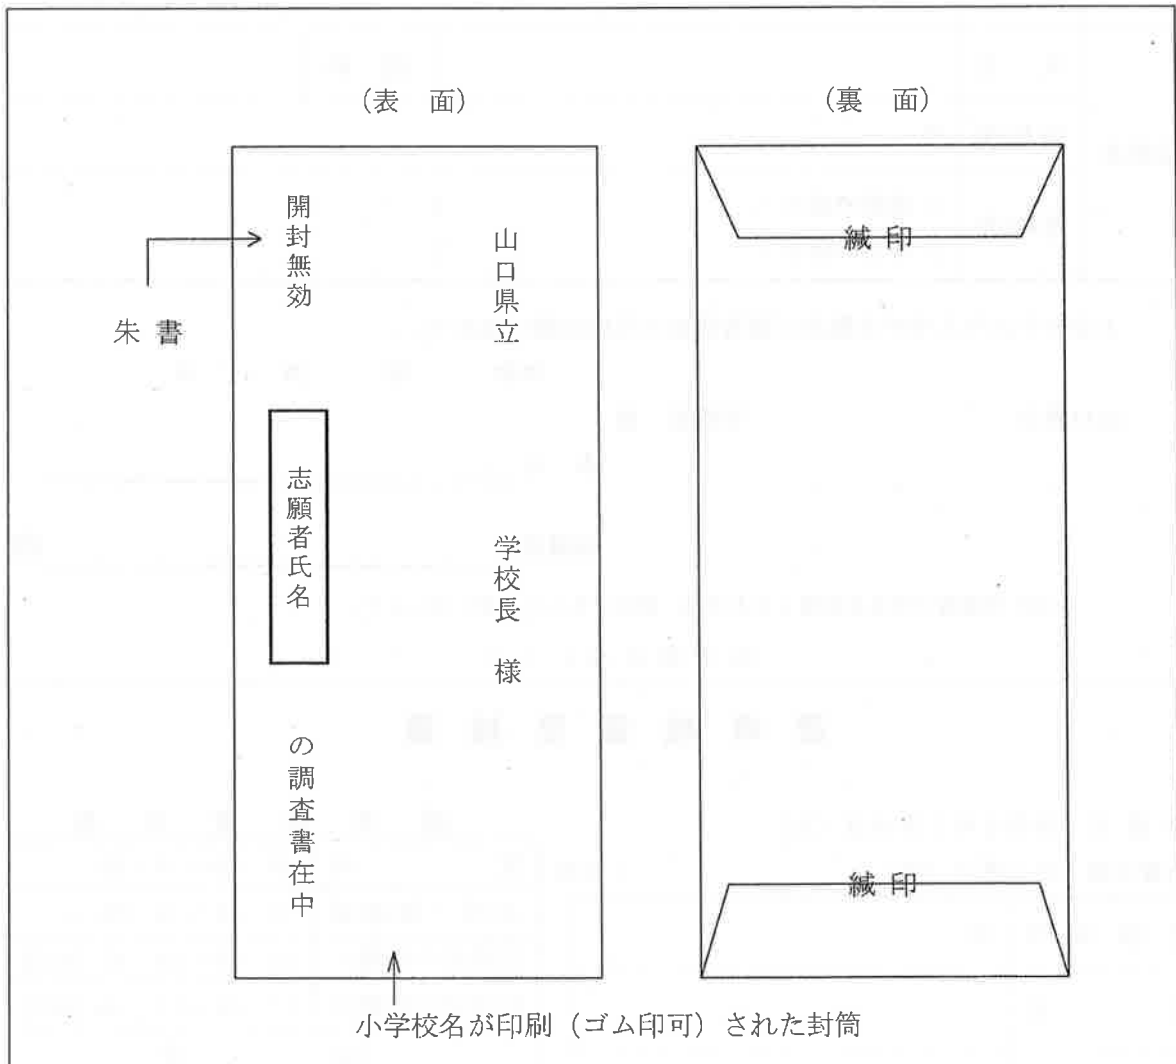 (表 面)
(裏 面)
山口県立 学校長 様
開封無効
志願者氏名
の調査書在中
朱 書
緘 印
緘 印
小学校名が印刷(ゴム印可)された封筒